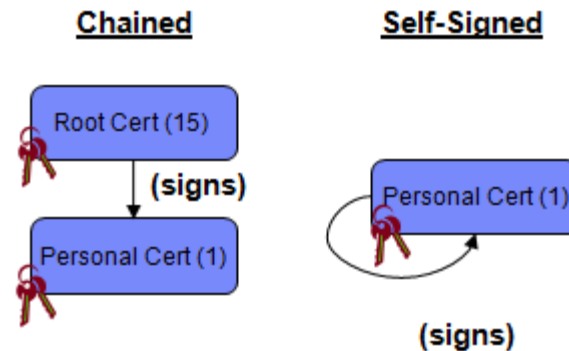 Chained
Root Cert (15)
(signs)
Personal Cert (1)
Self-Signed
Personal Cert (1)
(signs)